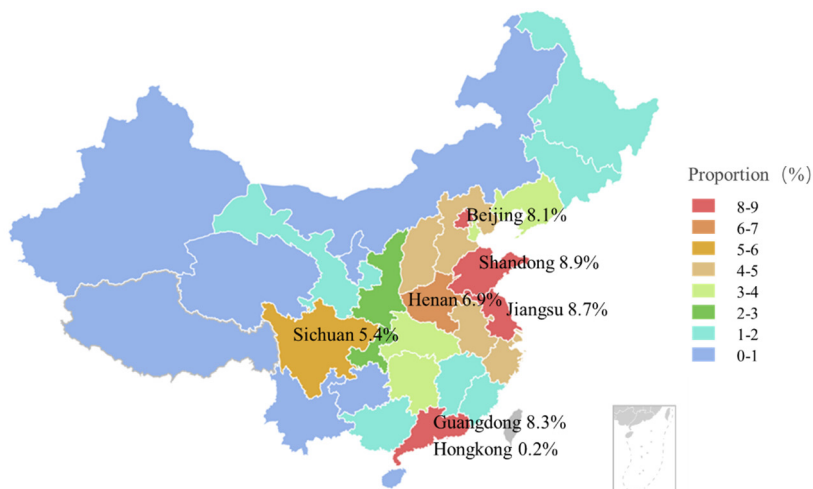 Beijing 8.1%
Shandong 8.9%
Henan 6.9%
Jiangsu 8.7%
Sichuan 5.4%
Guangdong 8.3%
Hongkong 0.2%
Proportion (%)
8-9
6-7
5-6
4-5
3-4
2-3
1-2
0-1